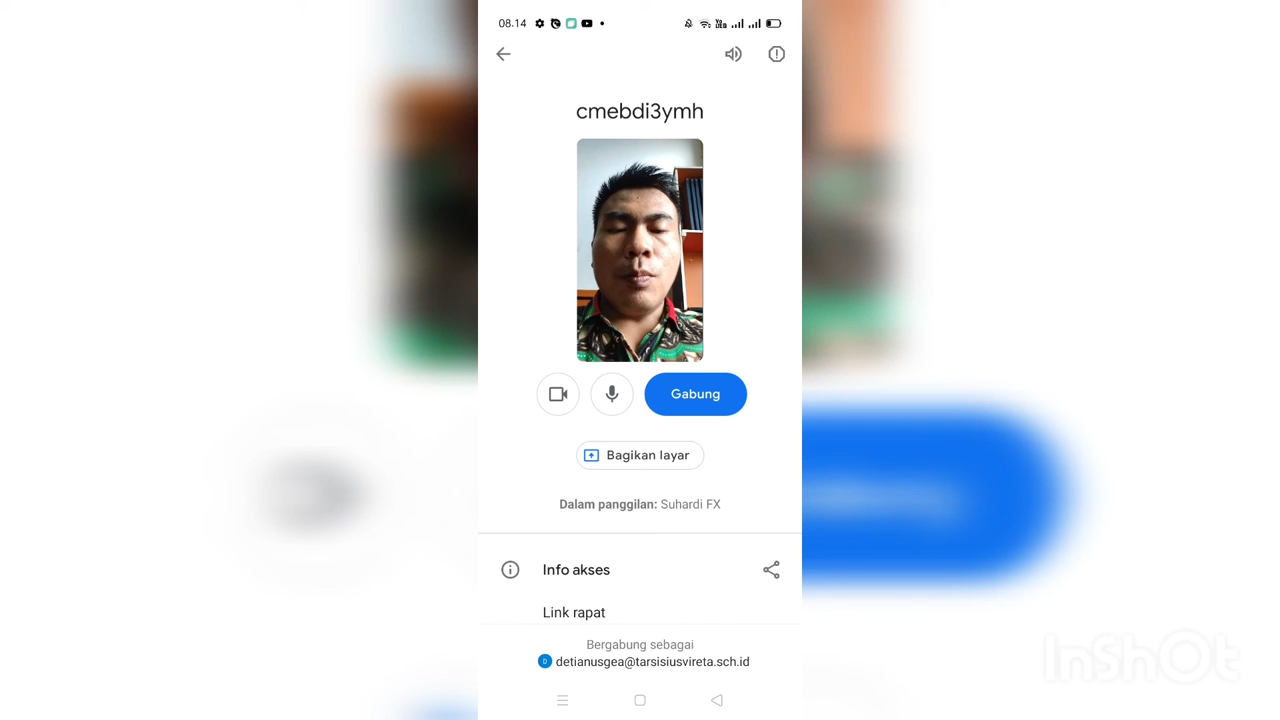 08.14
cmebdi3ymh
Gabung
Bagikan layar
Dalam panggilan: Suhardi FX
Info akses
Link rapat
Bergabung sebagai
D detianusgea@tarsisiusvireta.sch.id
InShOt